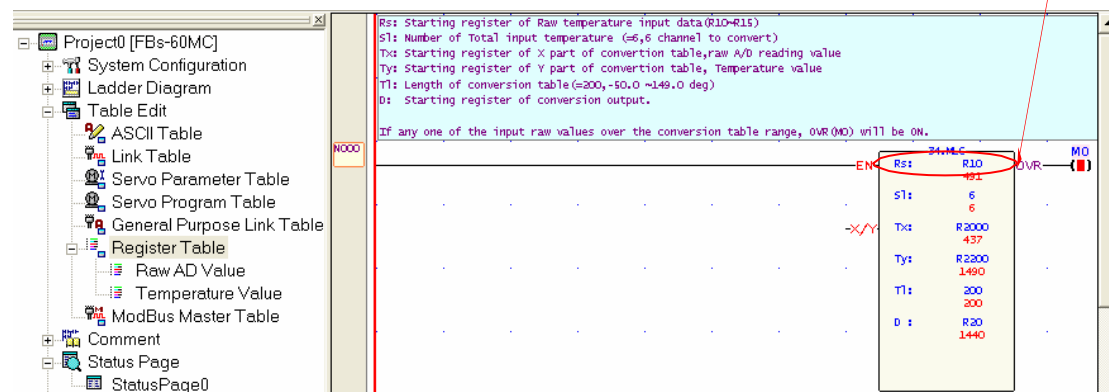 Project0 [FBs-60MC]
System Configuration
Ladder Diagram
Table Edit
ASCII Table
Link Table
Servo Parameter Table
Servo Program Table
General Purpose Link Table
Register Table
Raw AD Value
Temperature Value
ModBus Master Table
Comment
Status Page
StatusPage0
Rs: Starting register of Raw temperature input data(R10~R15)
Sl: Number of Total input temperature (=6,6 channel to convert)
Tx: Starting register of X part of convertion table,raw A/D reading value
Ty: Starting register of Y part of convertion table, Temperature value
Tl: Length of conversion table(=200,-50.0 ~149.0 deg)
D: Starting register of conversion output.
If any one of the input raw values over the conversion table range, OVR(M0) will be ON.
N000
34.MLC
M0
EN
Rs: R10
OVR
491
Sl: 6
6
X/Y
Tx: R2000
437
Ty: R2200
1490
Tl: 200
200
D : R20
1440